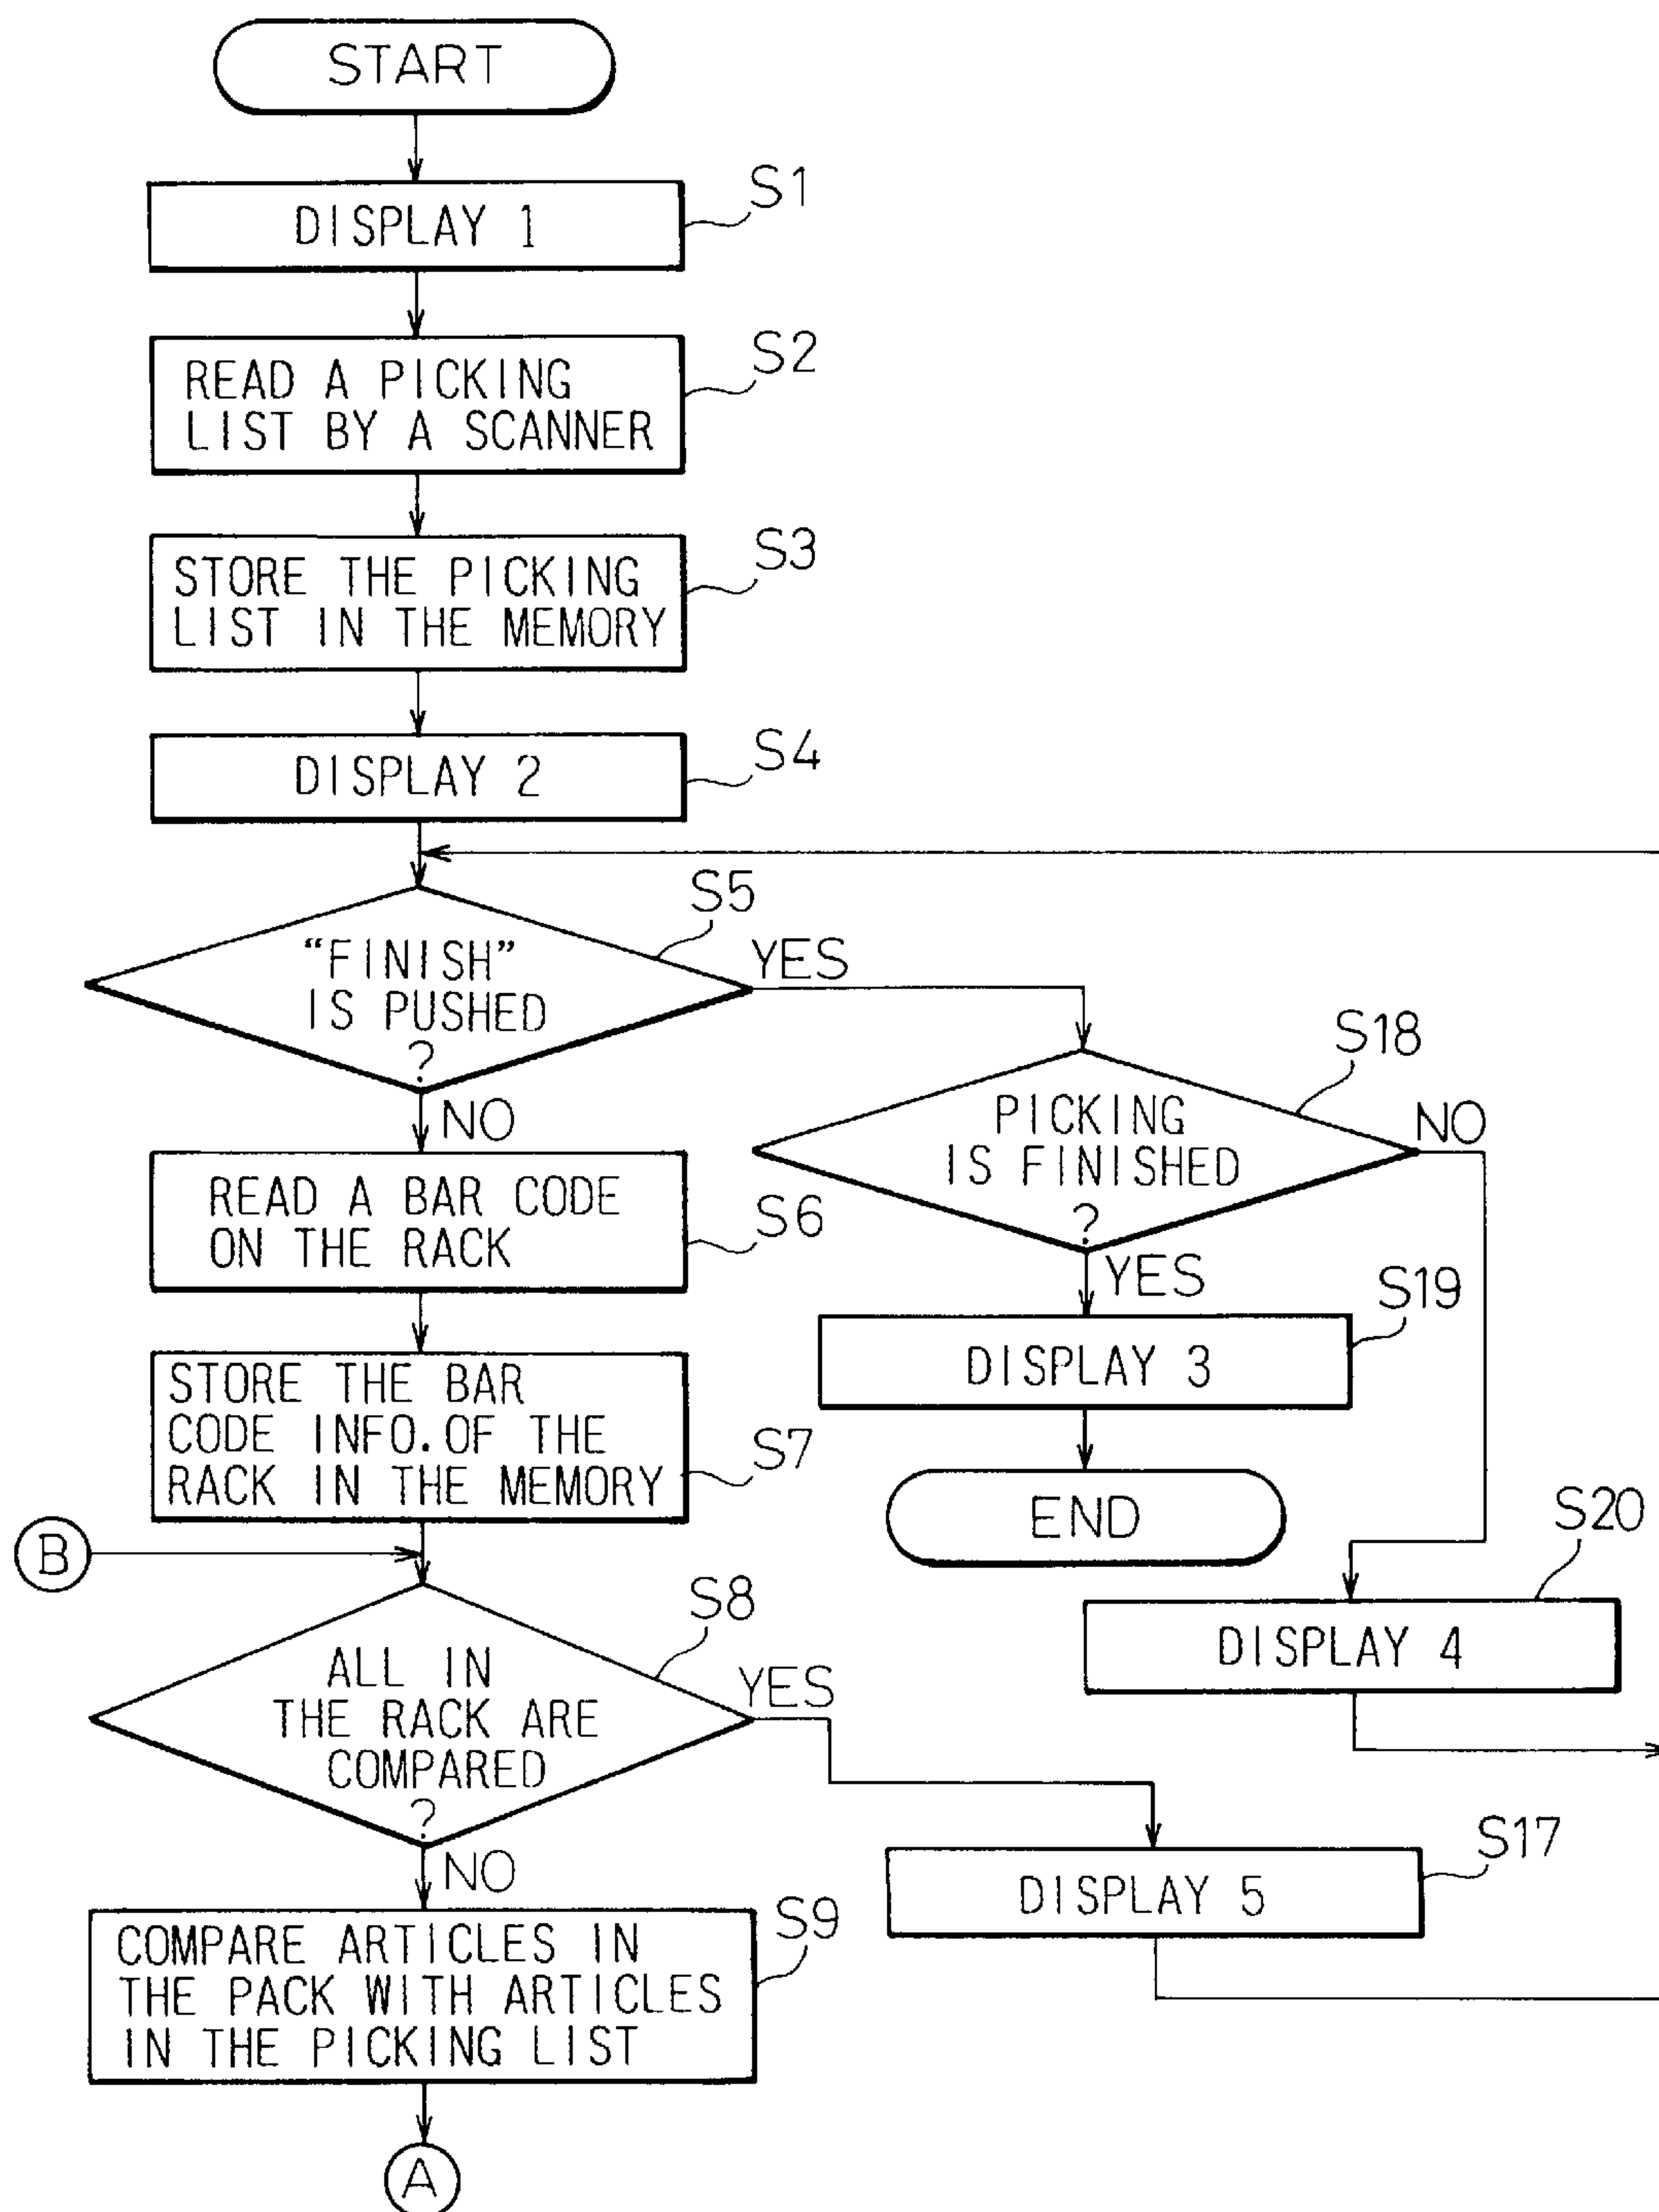 START
S1
DISPLAY 1
S2
READ A PICKING
LIST BY A SCANNER
S3
STORE THE PICKING
LIST IN THE MEMORY
S4
DISPLAY 2
S5
“FINISH”
IS PUSHED
?
YES
NO
S18
PICKING
IS FINISHED
?
NO
YES
S6
READ A BAR CODE
ON THE RACK
S19
DISPLAY 3
END
S7
STORE THE BAR
CODE INFO. OF THE
RACK IN THE MEMORY
S20
DISPLAY 4
B
S8
ALL IN
THE RACK ARE
COMPARED
?
YES
NO
S17
DISPLAY 5
S9
COMPARE ARTICLES IN
THE PACK WITH ARTICLES
IN THE PICKING LIST
A